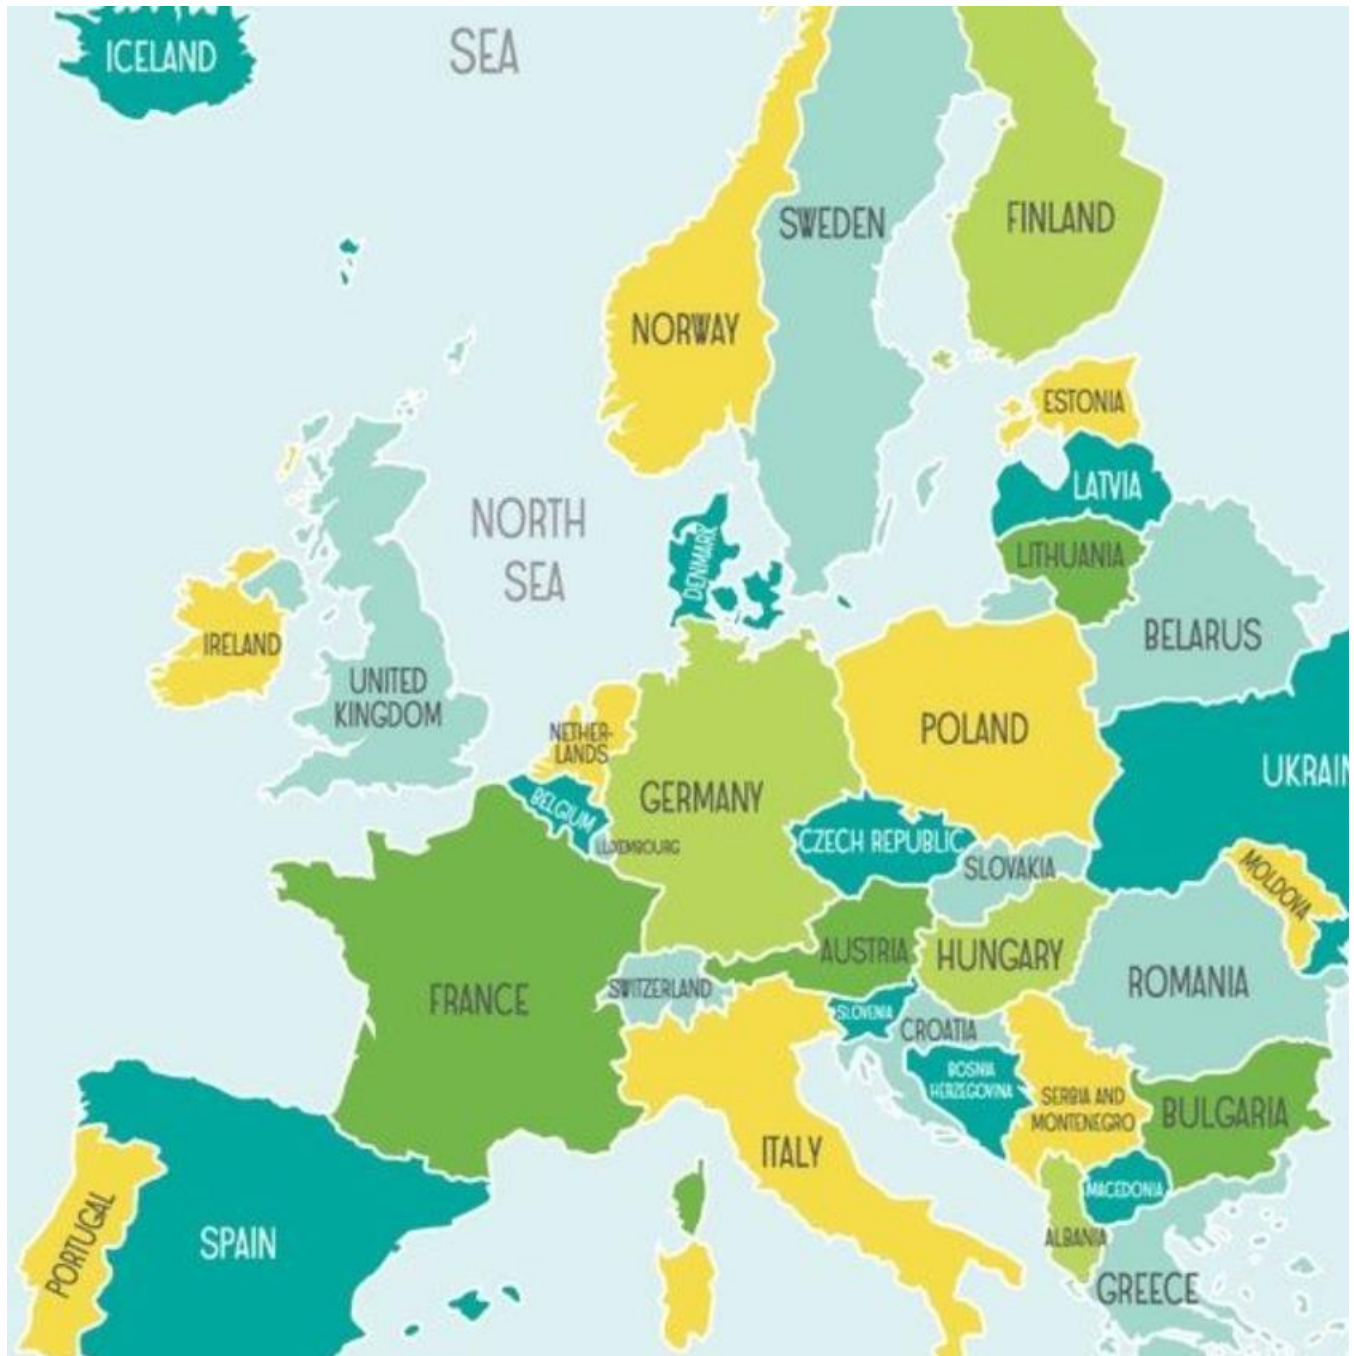 ICELAND
SEA
SWEDEN
FINLAND
NORWAY
ESTONIA
LATVIA
NORTH
SEA
DENMARK
LITHUANIA
IRELAND
BELARUS
UNITED
KINGDOM
NETHER-
LANDS
POLAND
UKRAIN
GERMANY
BELGIUM
LUXEMBOURG
CZECH REPUBLIC
SLOVAKIA
MOLDOVA
AUSTRIA
HUNGARY
FRANCE
SWITZERLAND
ROMANIA
SLOVENIA
CROATIA
BOSNIA
HERZEGOVINA
SERBIA AND
MONTENEGRO
BULGARIA
ITALY
MACEDONIA
PORTUGAL
SPAIN
ALBANIA
GREECE